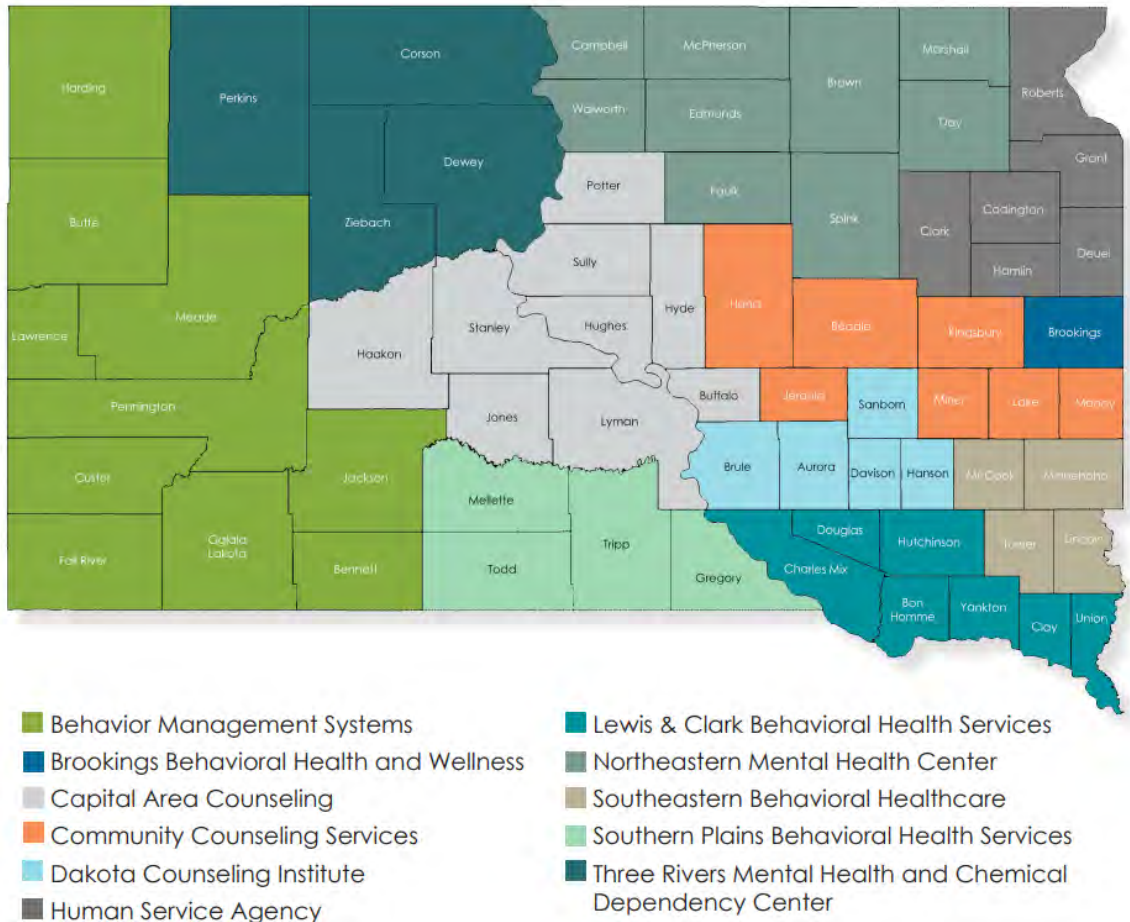 Corson
Campbell
McPherson
Marshall
Harding
Perkins
Brown
Roberts
Walworth
Edmunds
Day
Dewey
Grant
Potter
Faulk
Butte
Ziebach
Spink
Clark
Codington
Deuel
Sully
Hamlin
Hyde
Hand
Meade
Stanley
Hughes
Beadle
Kingsbury
Brookings
Lawrence
Haakon
Buffalo
Jerauld
Sanborn
Miner
Lake
Moody
Pennington
Jones
Lyman
Brule
Aurora
Davison
Hanson
McCook
Minnehaha
Custer
Jackson
Mellette
Douglas
Hutchinson
Turner
Lincoln
Fall River
Oglala
Lakota
Bennett
Todd
Tripp
Gregory
Charles Mix
Bon
Homme
Yankton
Clay
Union
Behavior Management Systems
Brookings Behavioral Health and Wellness
Capital Area Counseling
Community Counseling Services
Dakota Counseling Institute
Human Service Agency
Lewis & Clark Behavioral Health Services
Northeastern Mental Health Center
Southeastern Behavioral Healthcare
Southern Plains Behavioral Health Services
Three Rivers Mental Health and Chemical
Dependency Center